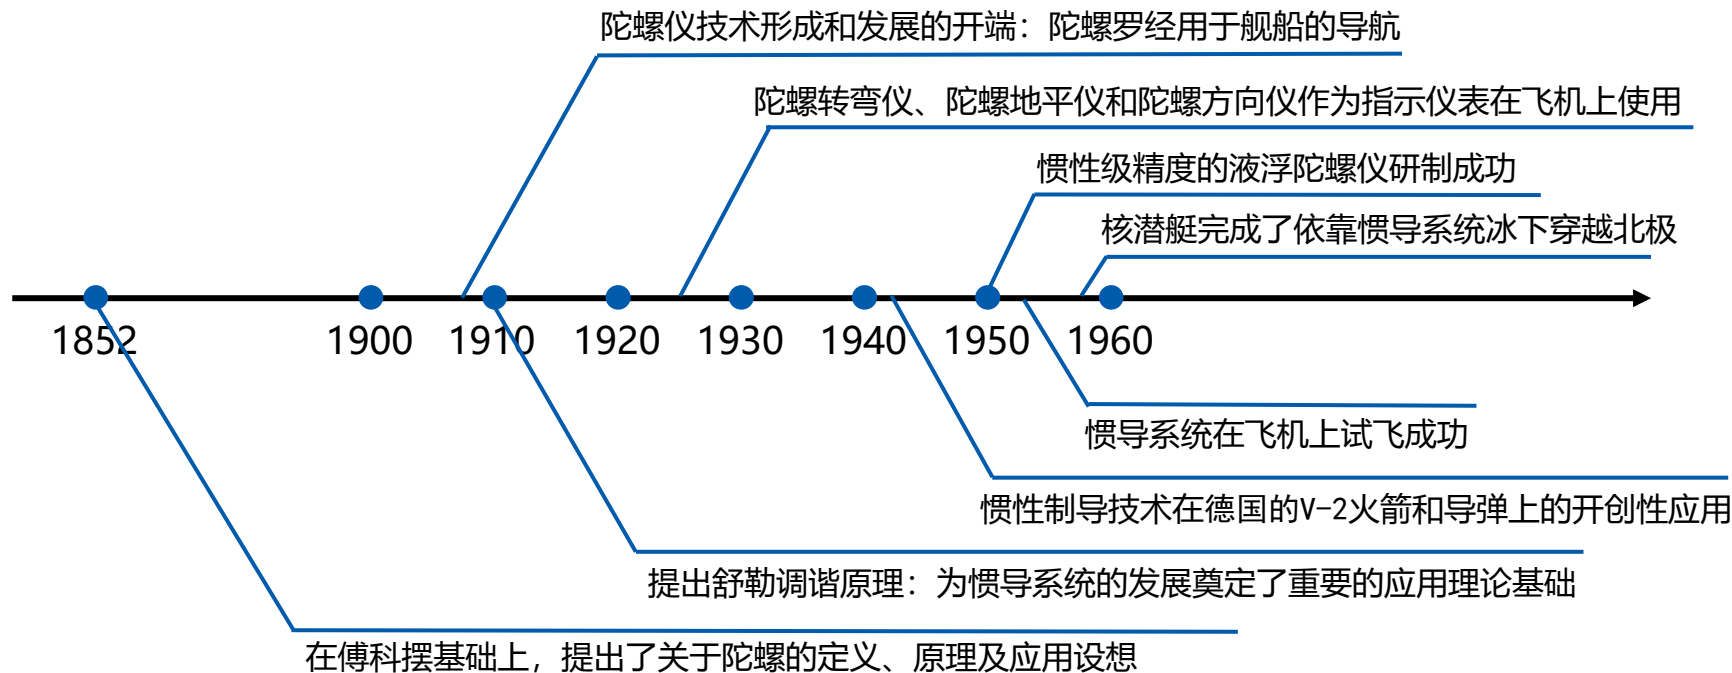 陀螺仪技术形成和发展的开端：陀螺罗经用于舰船的导航
陀螺转弯仪、陀螺地平仪和陀螺方向仪作为指示仪表在飞机上使用
惯性级精度的液浮陀螺仪研制成功
核潜艇完成了依靠惯导系统冰下穿越北极
1852 1900 1910 1920 1930 1940 1950 1960
惯导系统在飞机上试飞成功
惯性制导技术在德国的V-2火箭和导弹上的开创性应用
提出舒勒调谐原理：为惯导系统的发展奠定了重要的应用理论基础
在傅科摆基础上，提出了关于陀螺的定义、原理及应用设想